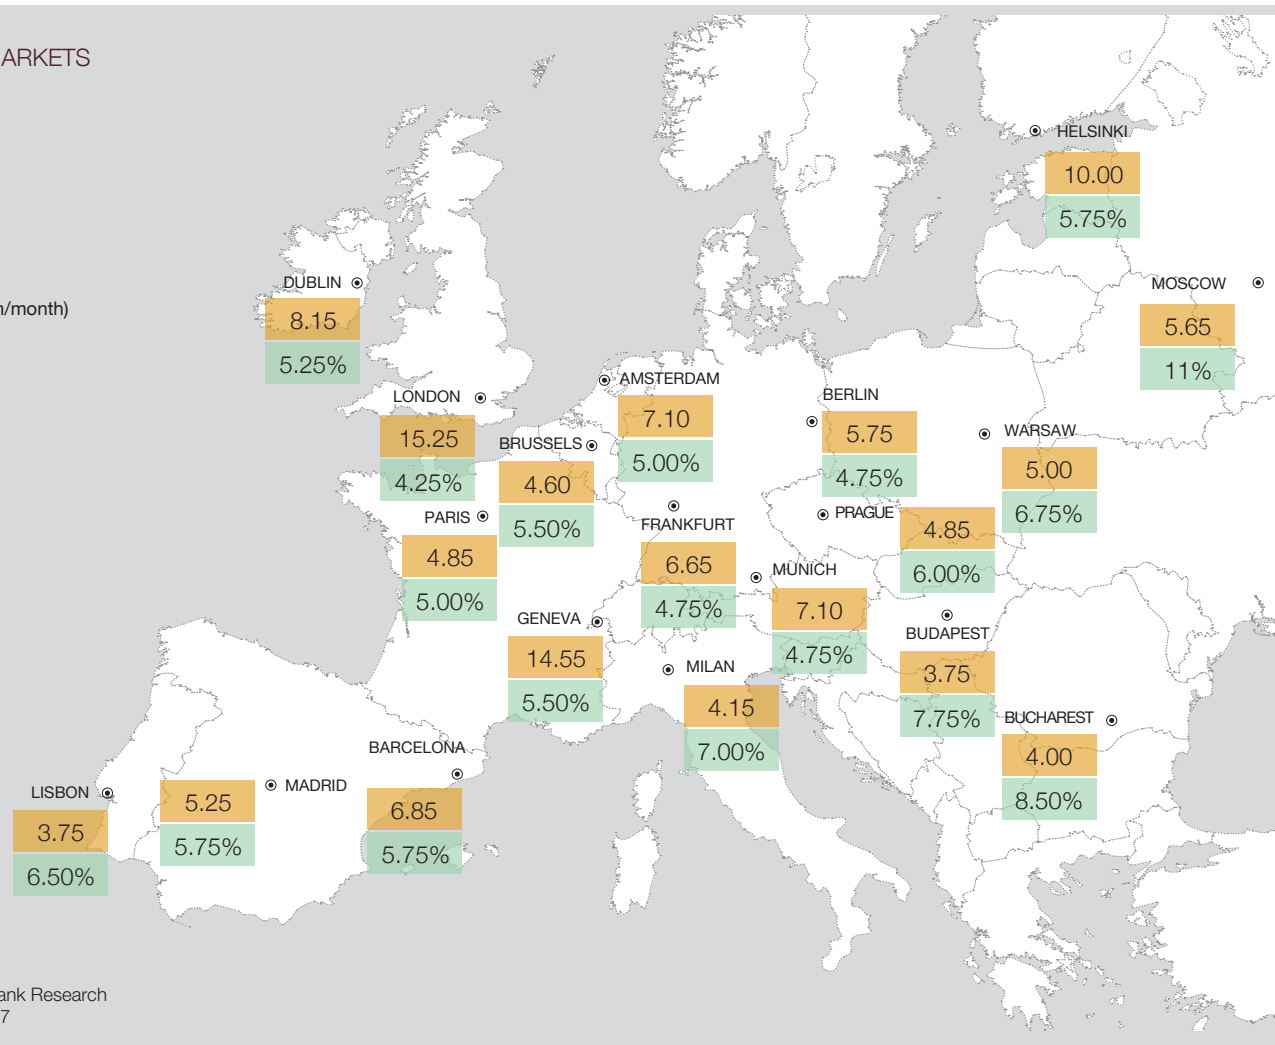 ARKETS
HELSINKI
10.00
5.75%
DUBLIN
8.15
5.25%
MOSCOW
5.65
11%
n/month)
LONDON
15.25
4.25%
AMSTERDAM
7.10
5.00%
BERLIN
5.75
4.75%
BRUSSELS
4.60
5.50%
WARSAW
5.00
6.75%
PARIS
4.85
5.00%
FRANKFURT
6.65
4.75%
PRAGUE
4.85
6.00%
MUNICH
7.10
4.75%
GENEVA
14.55
5.50%
BUDAPEST
3.75
7.75%
MILAN
4.15
7.00%
BUCHAREST
4.00
8.50%
BARCELONA
6.85
5.75%
MADRID
5.25
5.75%
LISBON
3.75
6.50%
ank Research
7